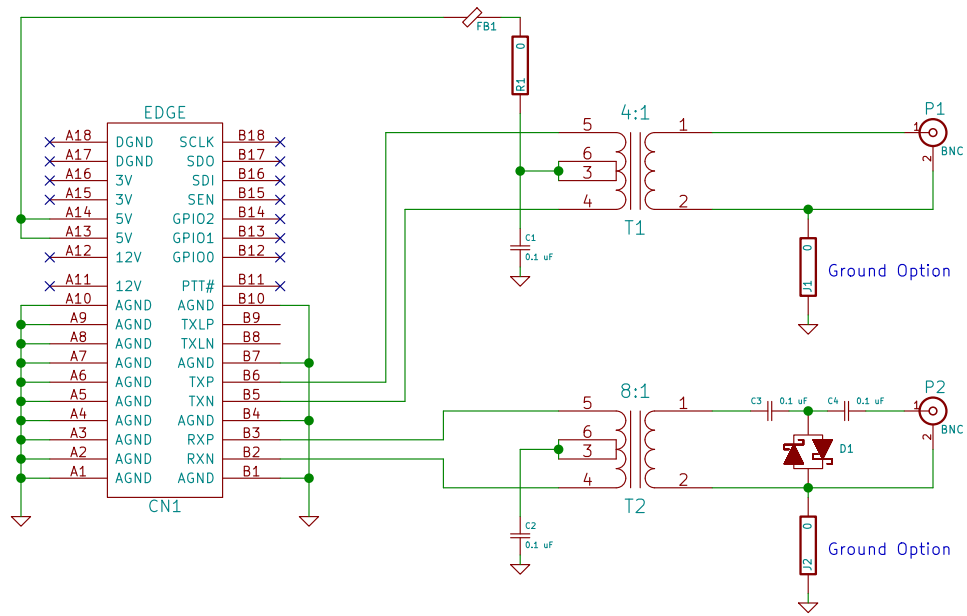 FB1
0
R1
EDGE
4:1
P1
A18 DGND SCLK B18
5
1
1
BNC
A17 DGND SDO B17
6
2
A16 3V SDI B16
3
A15 3V SEN B15
4
2
A14 5V GPIO2 B14
T1
A13 5V GPIO1 B13
C1
0.1 uF
A12 12V GPIO0 B12
0
Ground Option
J1
A11 12V PTT# B11
A10 AGND AGND B10
A9 AGND TXLP B9
A8 AGND TXLN B8
A7 AGND AGND B7
A6 AGND TXP B6
8:1
P2
A5 AGND TXN B5
5
1
C3 0.1 uF
C4 0.1 uF
1
BNC
A4 AGND AGND B4
A3 AGND RXP B3
6
2
D1
A2 AGND RXN B2
3
A1 AGND AGND B1
4
2
CN1
T2
C2
0.1 uF
0
Ground Option
J2